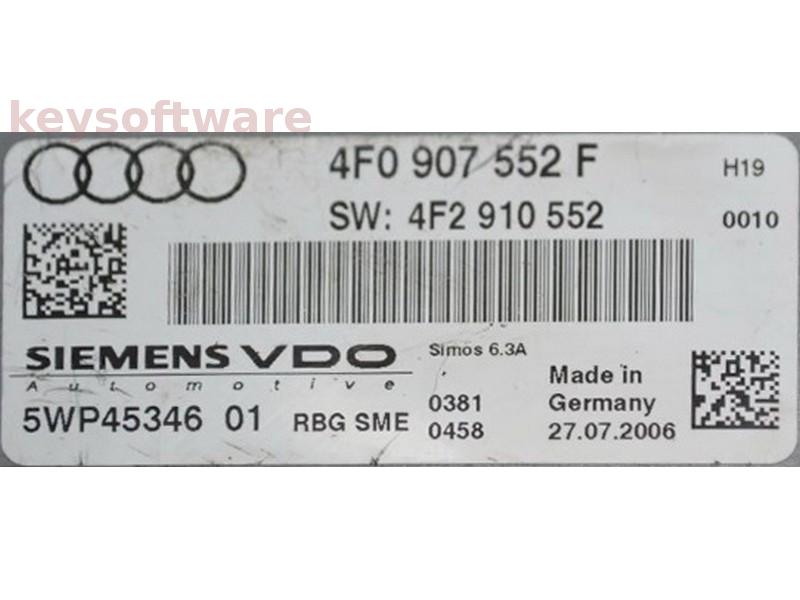 keysoftware
4F0 907 552 F
H19
SW: 4F2 910 552
0010
SIEMENS VDO
Automotive
Simos 6.3A
5WP45346 01
RBG SME
0381
0458
Made in
Germany
27.07.2006